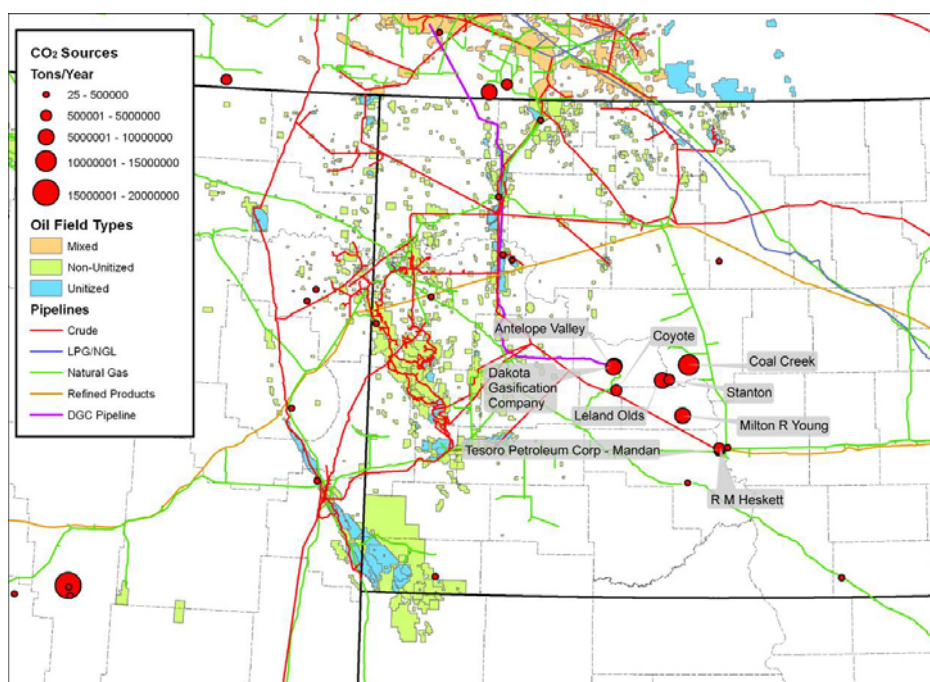 CO₂ Sources
Tons/Year
25 - 500000
500001 - 5000000
5000001 - 10000000
10000001 - 15000000
15000001 - 20000000
Oil Field Types
Mixed
Non-Unitized
Unitized
Pipelines
Crude
LPG/NGL
Natural Gas
Refined Products
DGC Pipeline
Antelope Valley
Coyote
Dakota
Gasification
Company
Coal Creek
Stanton
Leland Olds
Milton R Young
Tesoro Petroleum Corp - Mandan
R M Heskett